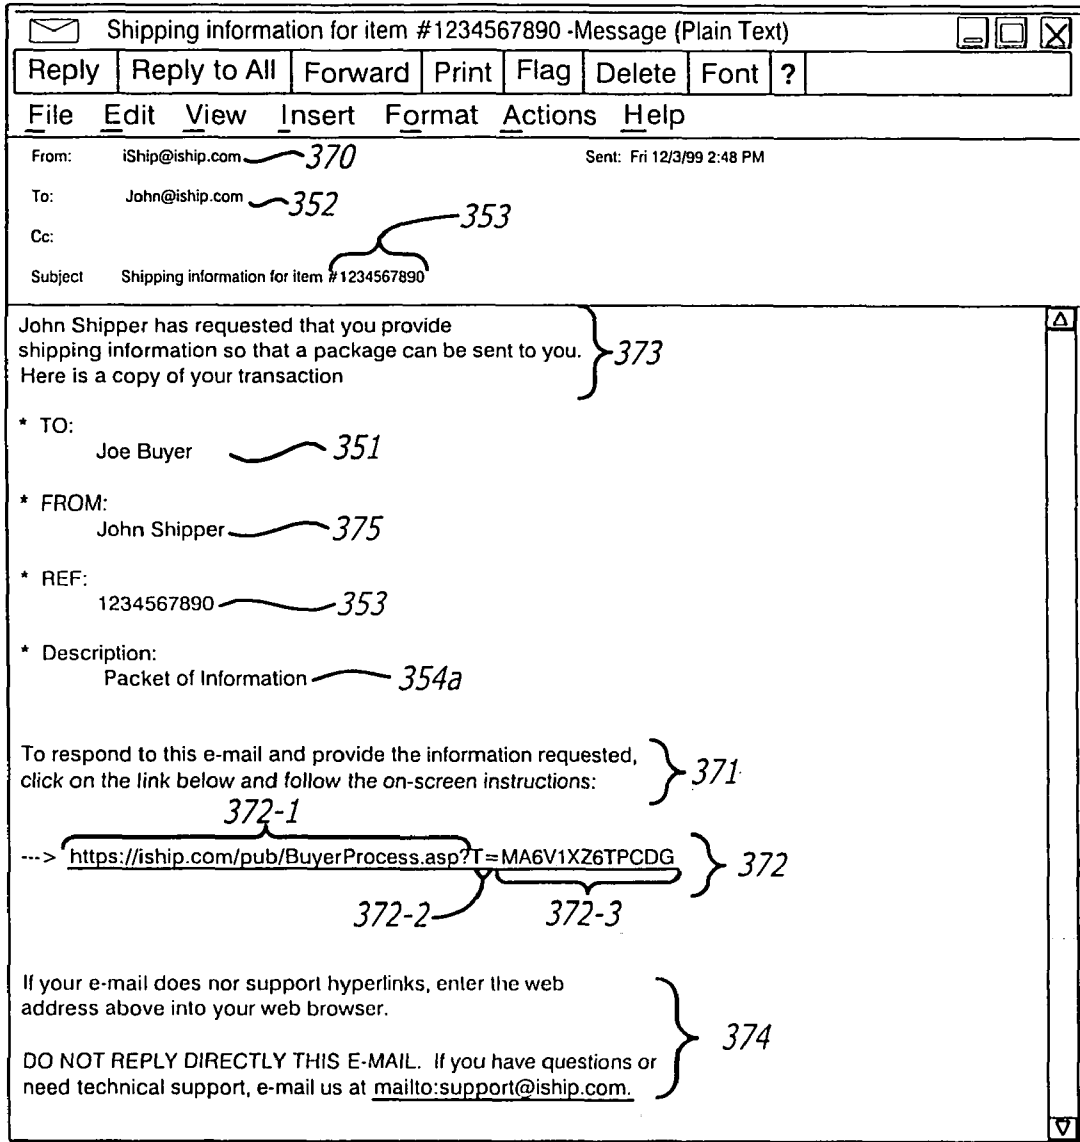 Shipping information for item #1234567890 -Message (Plain Text)
Reply Reply to All Forward Print Flag Delete Font ?
File Edit View Insert Format Actions Help
From: iShip@iship.com 370 Sent: Fri 12/3/99 2:48 PM
To: John@iship.com 352
353
Cc:
Subject Shipping information for item #1234567890
John Shipper has requested that you provide
shipping information so that a package can be sent to you.
373
Here is a copy of your transaction
* TO:
Joe Buyer 351
* FROM:
John Shipper 375
* REF:
1234567890 353
* Description:
Packet of Information 354a
To respond to this e-mail and provide the information requested,
371
click on the link below and follow the on-screen instructions:
372-1
---> https://iship.com/pub/BuyerProcess.asp?T=MA6V1XZ6TPCDG 372
372-2 372-3
If your e-mail does nor support hyperlinks, enter the web
address above into your web browser.
374
DO NOT REPLY DIRECTLY THIS E-MAIL. If you have questions or
need technical support, e-mail us at mailto:support@iship.com.